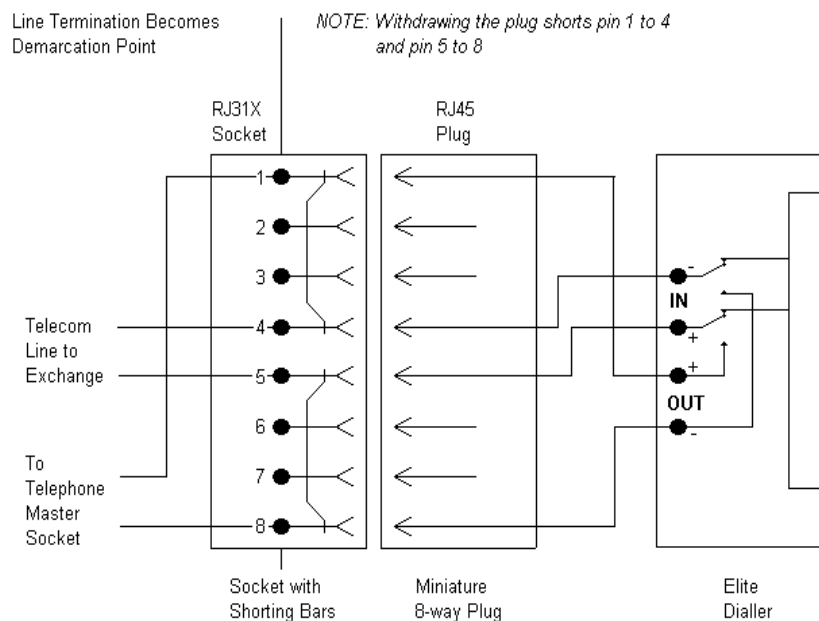 Line Termination Becomes
Demarcation Point
NOTE: Withdrawing the plug shorts pin 1 to 4
and pin 5 to 8
RJ31X
Socket
RJ45
Plug
1
2
3
4
5
6
7
8
Telecom
Line to
Exchange
To
Telephone
Master
Socket
-
IN
+
+
OUT
-
Socket with
Shorting Bars
Miniature
8-way Plug
Elite
Dialler